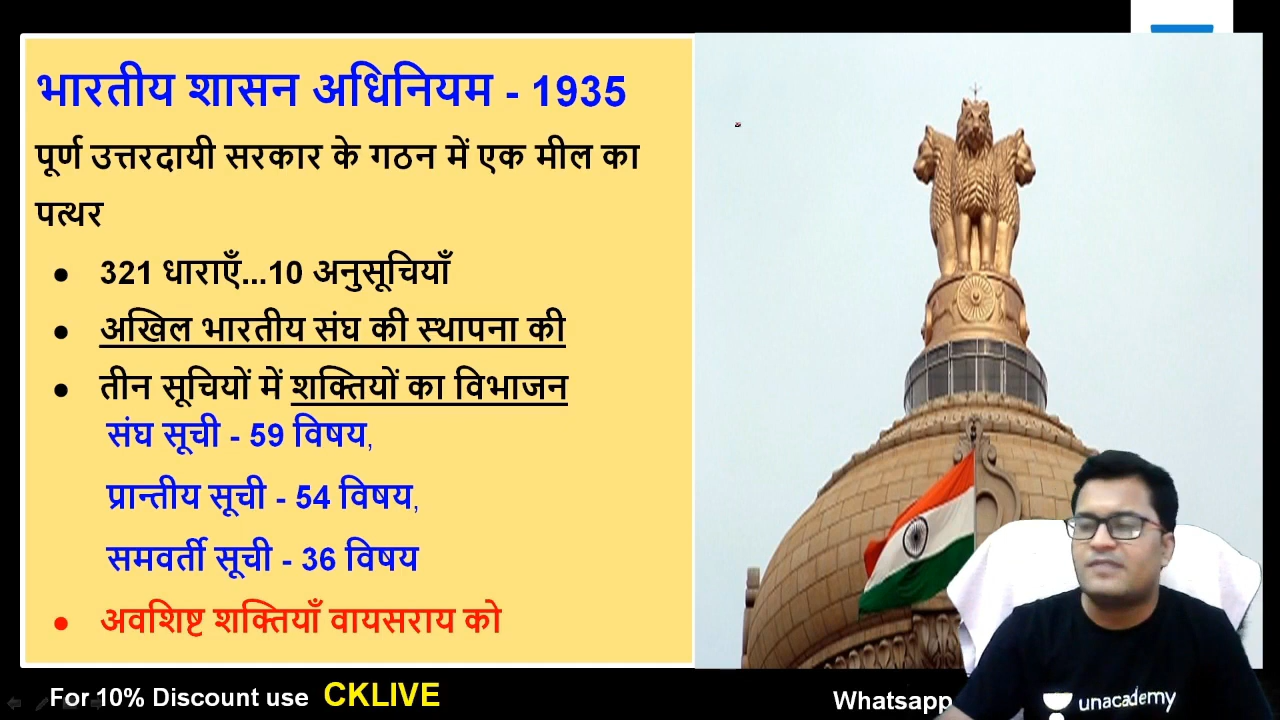 भारतीय शासन अधिनियम - 1935
पूर्ण उत्तरदायी सरकार के गठन में एक मील का
पत्थर
● 321 धाराएँ...10 अनुसूचियाँ
● अखिल भारतीय संघ की स्थापना की
● तीन सूचियों में शक्तियों का विभाजन
संघ सूची - 59 विषय,
प्रान्तीय सूची - 54 विषय,
समवर्ती सूची - 36 विषय
● अवशिष्ट शक्तियाँ वायसराय को
For 10% Discount use CKLIVE
Whatsapp
unacademy